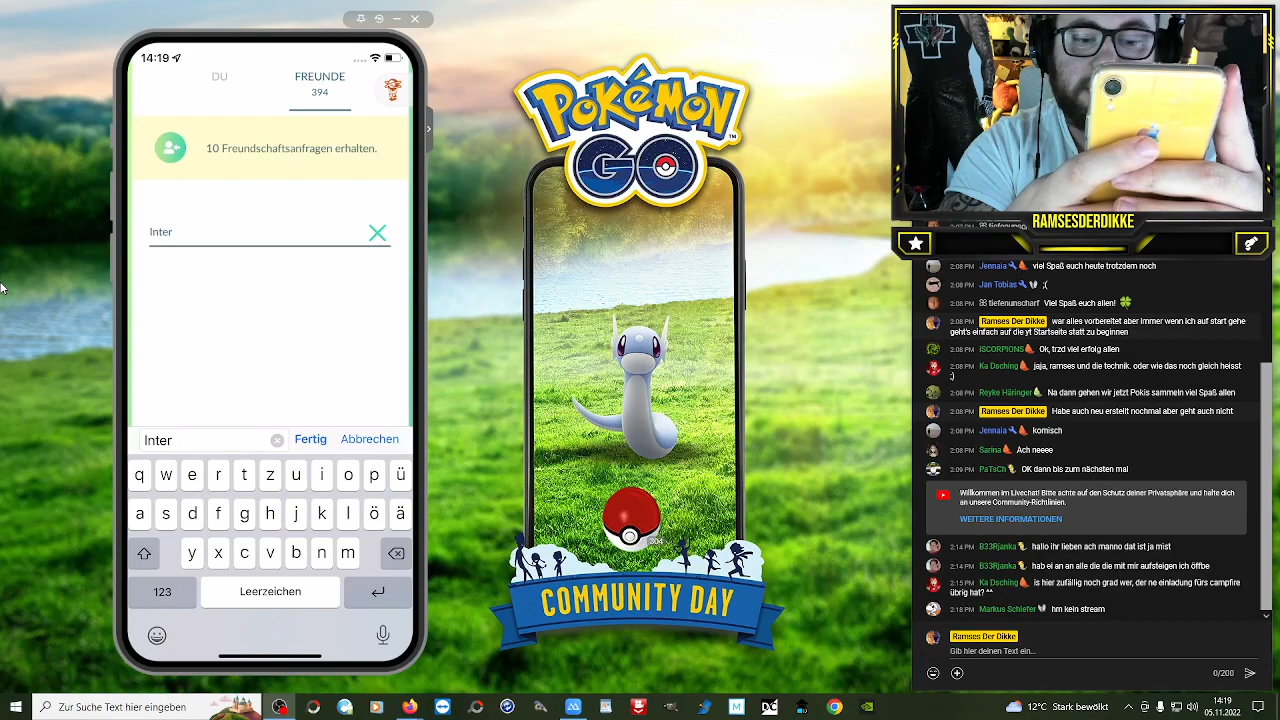 14:19
DU
FREUNDE
394
10 Freundschaftsanfragen erhalten.
Inter
Inter
Fertig
Abbrechen
q w e r t z u i o p ü
a s d f g h j k l ö ä
y x c v b n m
123
Leerzeichen
POKÉMON
GO
TM
304
COMMUNITY DAY
RAMSESDERDIKKE
2:08 PM Jennaia viel Spaß euch heute trotzdem noch
2:08 PM Jan Tobias ;(
2:08 PM tiefenunscharf Viel Spaß euch allen!
2:08 PM Ramses Der Dikke war alles vorbereitet aber immer wenn ich auf start gehe
geht's einfach auf die yt Startseite statt zu beginnen
2:08 PM iSCORPIONS Ok, trzd viel erfolg allen
2:08 PM Ka Dsching jaja, ramses und die technik. oder wie das noch gleich heisst
;)
2:08 PM Reyke Häringer Na dann gehen wir jetzt Pokis sammeln viel Spaß allen
2:08 PM Ramses Der Dikke Habe auch neu erstellt nochmal aber geht auch nicht
2:08 PM Jennaia komisch
2:08 PM Sarina Ach neeee
2:09 PM PaTsCh OK dann bis zum nächsten mal
Willkommen im Livechat! Bitte achte auf den Schutz deiner Privatsphäre und halte dich
an unsere Community-Richtlinien.
WEITERE INFORMATIONEN
2:14 PM B33Rjanka hallo ihr lieben ach manno dat ist ja mist
2:14 PM B33Rjanka hab ei an an alle die die mit mir aufsteigen ich öffbe
2:15 PM Ka Dsching is hier zufällig noch grad wer, der ne einladung fürs campfire
übrig hat? ^^
2:18 PM Markus Schiefer hm kein stream
Ramses Der Dikke
Gib hier deinen Text ein...
0/200
Zur Suche Text hier eingeben
M
DC
12°C Stark bewölkt
14:19
05.11.2022